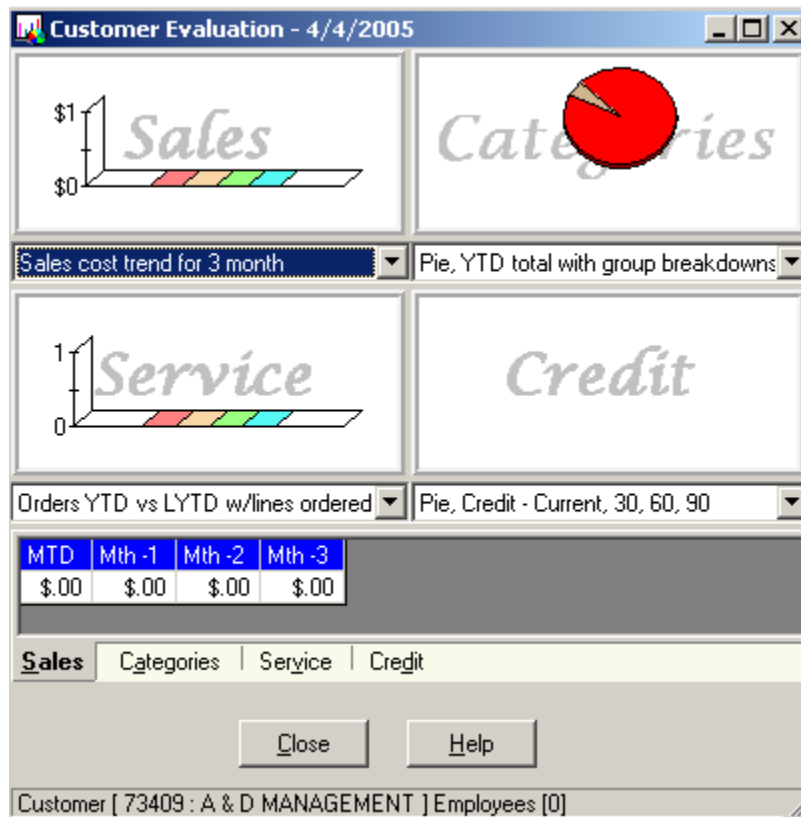 Customer Evaluation - 4/4/2005
$1
Sales
$0
Categories
Sales cost trend for 3 month
Pie, YTD total with group breakdowns
1
Service
0
Credit
Orders YTD vs LYTD w/lines ordered
Pie, Credit - Current, 30, 60, 90
MTD Mth -1 Mth -2 Mth -3
$.00 $.00 $.00 $.00
Sales Categories Service Credit
Close Help
Customer [ 73409 : A & D MANAGEMENT ] Employees [0]